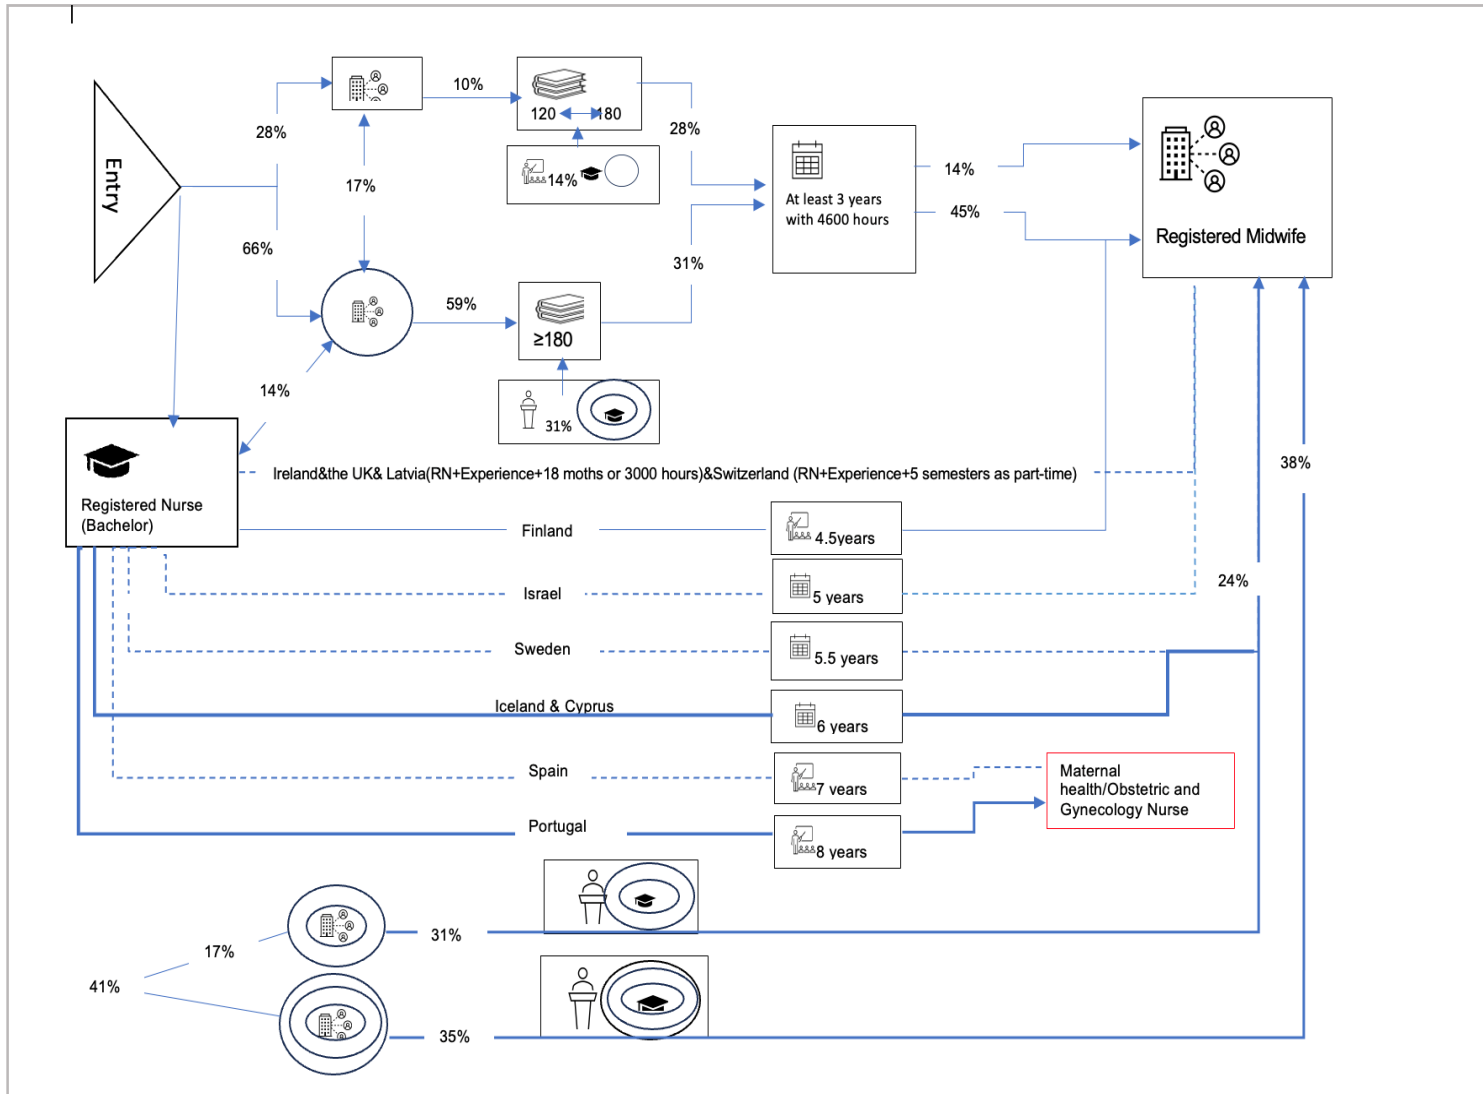 Entry
28%
66%
17%
14%
10%
120
180
14%
59%
≥180
31%
28%
31%
At least 3 years
with 4600 hours
14%
45%
Registered Midwife
Registered Nurse
(Bachelor)
Ireland&the UK& Latvia(RN+Experience+18 moths or 3000 hours)&Switzerland (RN+Experience+5 semesters as part-time)
38%
Finland
4.5years
24%
Israel
5 years
Sweden
5.5 years
Iceland & Cyprus
6 years
Spain
7 years
Maternal
health/Obstetric and
Gynecology Nurse
Portugal
8 years
41%
17%
31%
35%